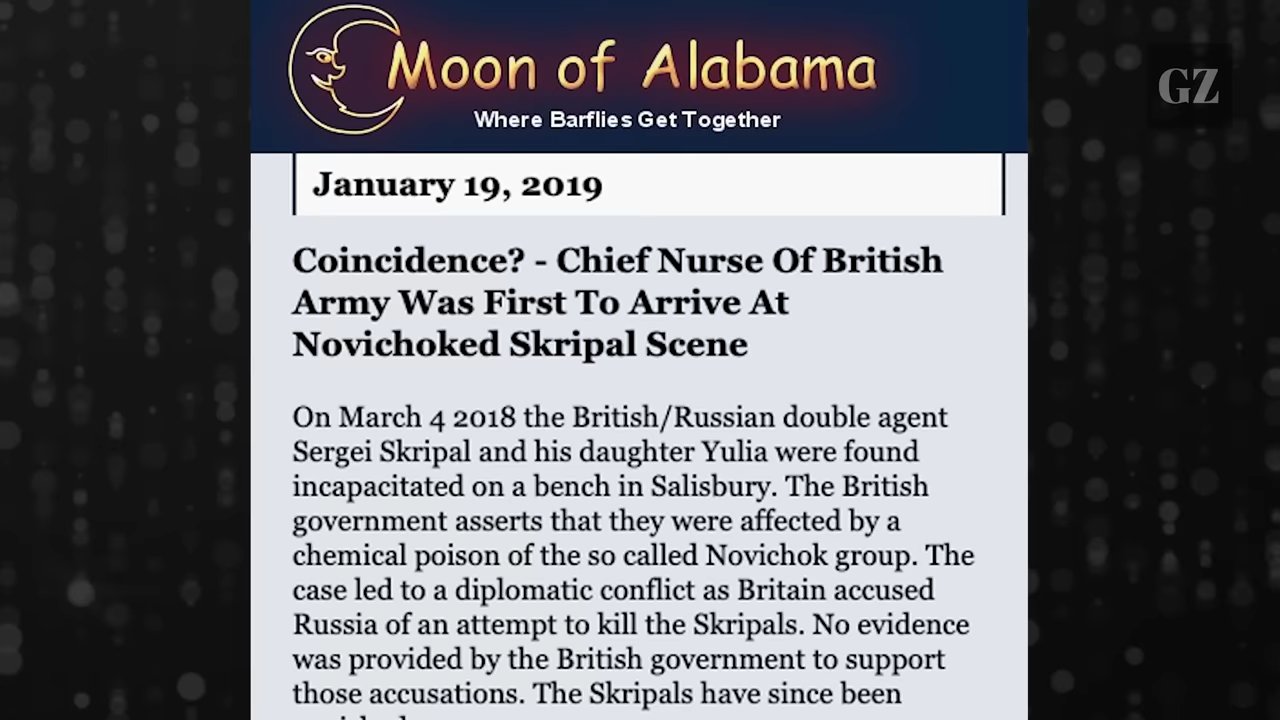 Moon of Alabama
Where Barflies Get Together
GZ
January 19, 2019
Coincidence? - Chief Nurse Of British
Army Was First To Arrive At
Novichoked Skripal Scene
On March 4 2018 the British/Russian double agent
Sergei Skripal and his daughter Yulia were found
incapacitated on a bench in Salisbury. The British
government asserts that they were affected by a
chemical poison of the so called Novichok group. The
case led to a diplomatic conflict as Britain accused
Russia of an attempt to kill the Skripals. No evidence
was provided by the British government to support
those accusations. The Skripals have since been